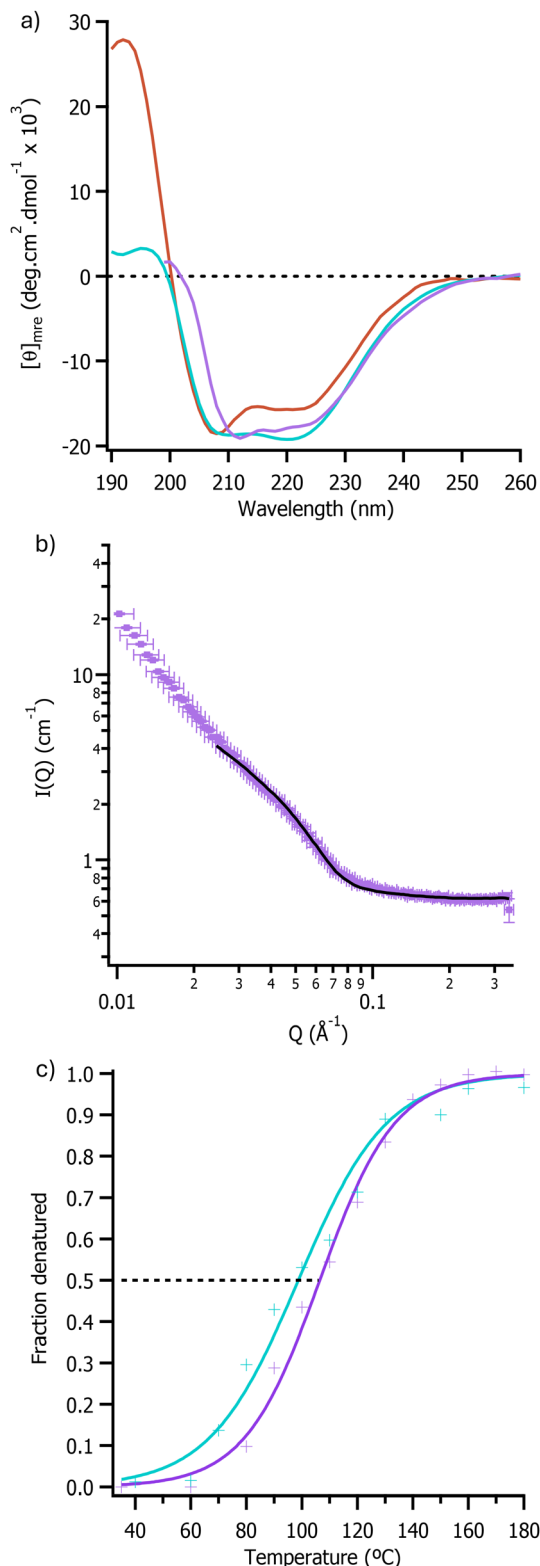 a)
30
20
10
0
-10
-20
[θ]mre (deg.cm².dmol⁻¹ x 10³)
190 200 210 220 230 240 250 260
Wavelength (nm)
b)
4
2
10
8
6
4
2
1
8
6
4
I(Q) (cm⁻¹)
0.01 2 3 4 5 6 7 8 9 0.1 2 3
Q (Å⁻¹)
c)
1.0
0.9
0.8
0.7
0.6
0.5
0.4
0.3
0.2
0.1
0.0
Fraction denatured
40 60 80 100 120 140 160 180
Temperature (ºC)